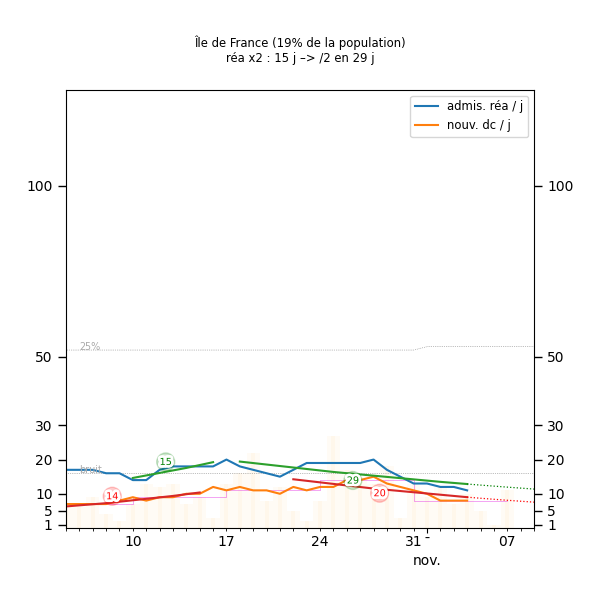 Île de France (19% de la population)
réa x2 : 15 j –> /2 en 29 j
admis. réa / j
nouv. dc / j
100 100
25%
50 50
30 30
20 20
bruit
15
29
14
20
10 10
5 5
1 1
10 17 24 31 - 07
nov.